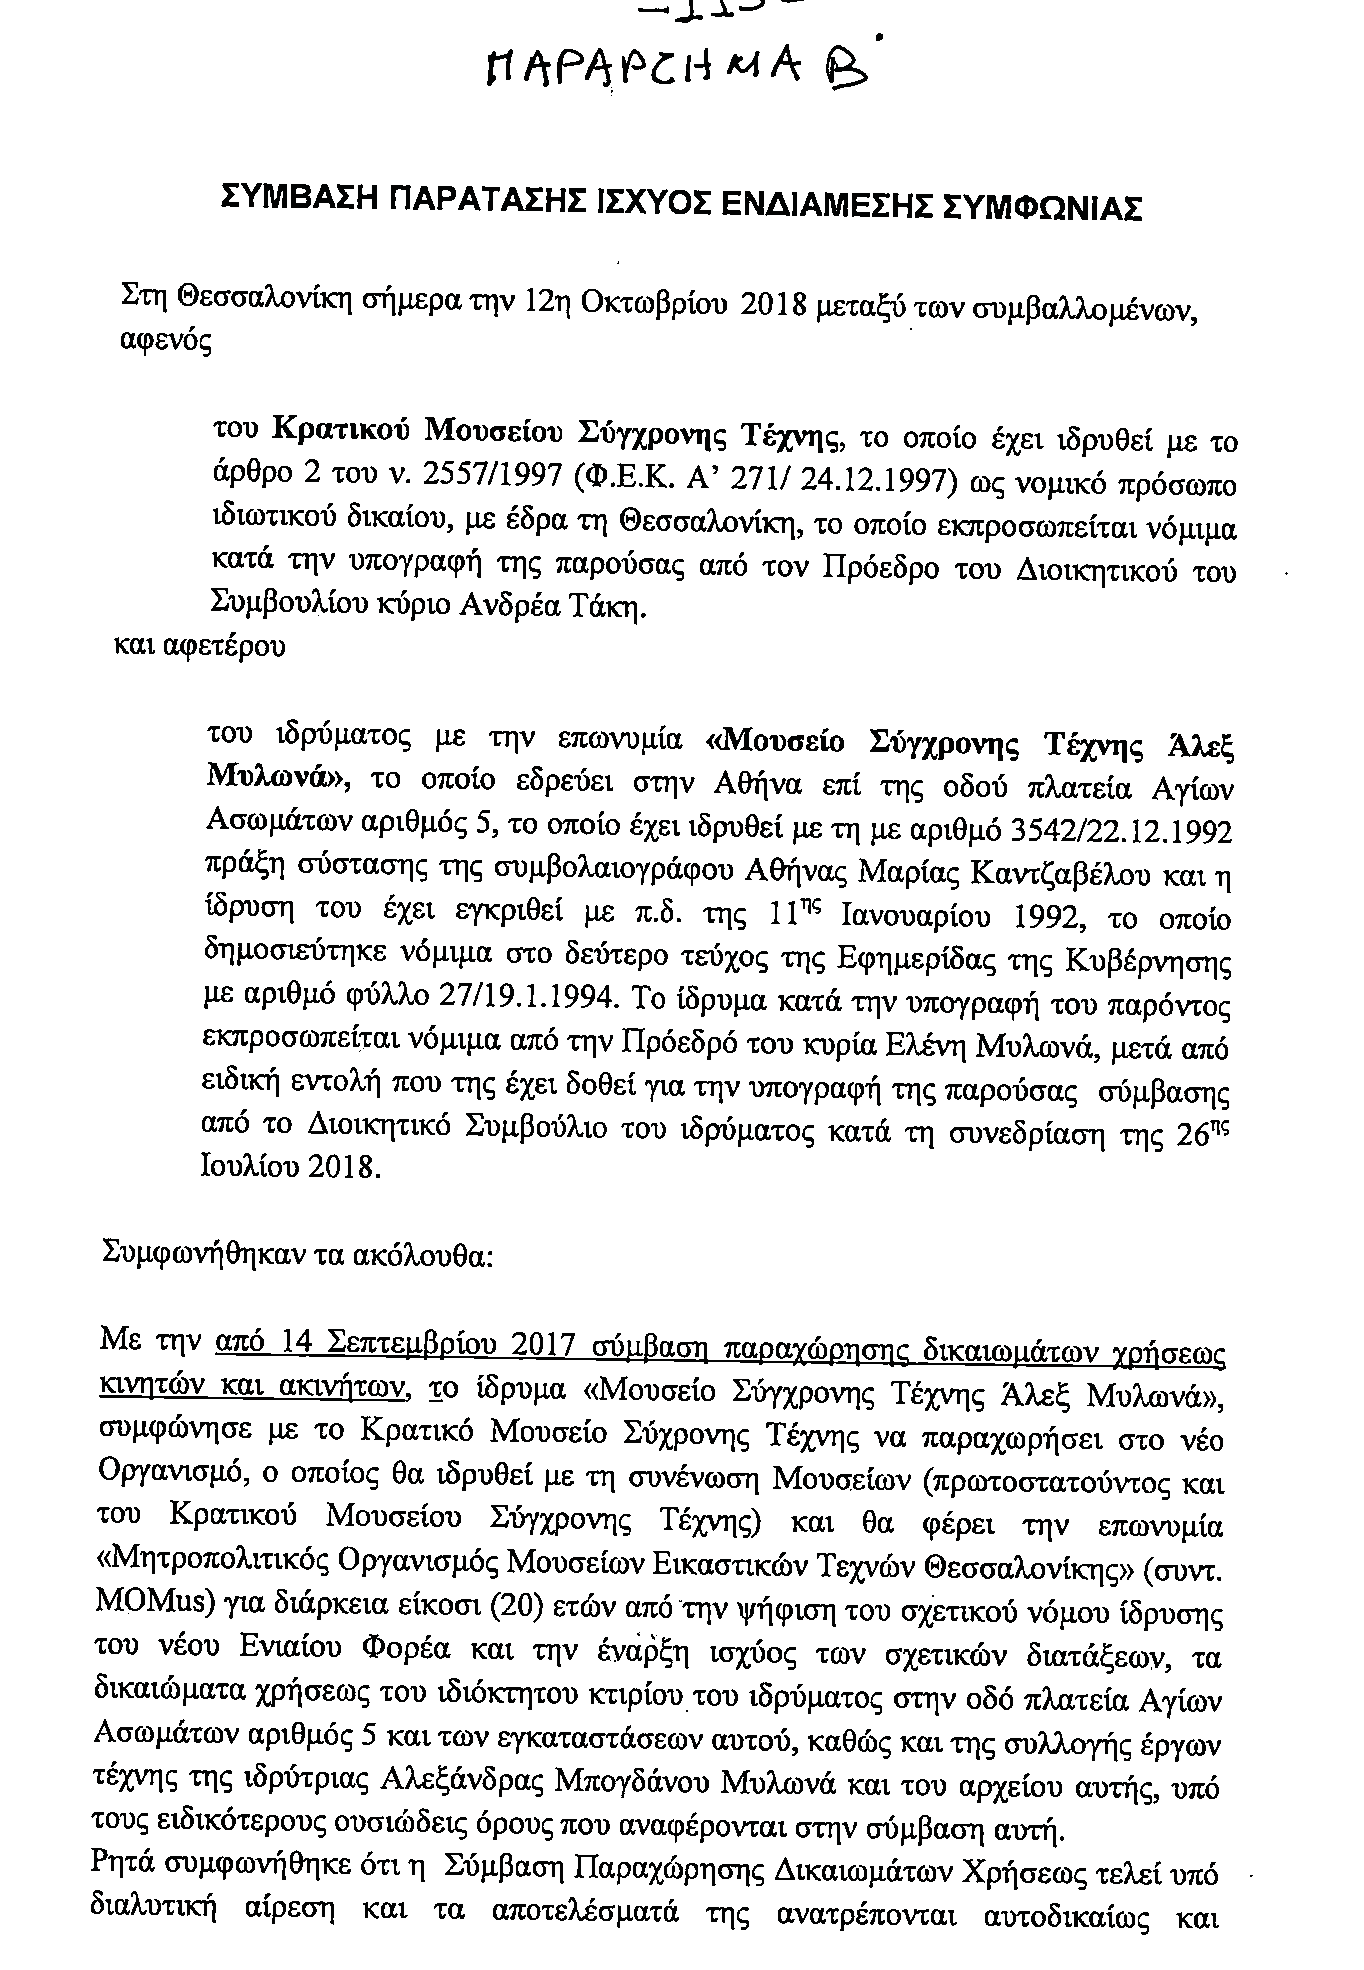 ΠΑΡΑΡΤΗΜΑ Β'
ΣΥΜΒΑΣΗ ΠΑΡΑΤΑΣΗΣ ΙΣΧΥΟΣ ΕΝΔΙΑΜΕΣΗΣ ΣΥΜΦΩΝΙΑΣ
Στη Θεσσαλονίκη σήμερα την 12η Οκτωβρίου 2018 μεταξύ των συμβαλλομένων,
αφενός
του Κρατικού Μουσείου Σύγχρονης Τέχνης, το οποίο έχει ιδρυθεί με το
άρθρο 2 του ν. 2557/1997 (Φ.Ε.Κ. Α’ 271/ 24.12.1997) ως νομικό πρόσωπο
ιδιωτικού δικαίου, με έδρα τη Θεσσαλονίκη, το οποίο εκπροσωπείται νόμιμα
κατά την υπογραφή της παρούσας από τον Πρόεδρο του Διοικητικού του
Συμβουλίου κύριο Ανδρέα Τάκη.
και αφετέρου
του ιδρύματος με την επωνυμία «Μουσείο Σύγχρονης Τέχνης Άλεξ
Μυλωνά», το οποίο εδρεύει στην Αθήνα επί της οδού πλατεία Αγίων
Ασωμάτων αριθμός 5, το οποίο έχει ιδρυθεί με τη με αριθμό 3542/22.12.1992
πράξη σύστασης της συμβολαιογράφου Αθήνας Μαρίας Καντζαβέλου και η
ίδρυση του έχει εγκριθεί με π.δ. της 11ης Ιανουαρίου 1992, το οποίο
δημοσιεύτηκε νόμιμα στο δεύτερο τεύχος της Εφημερίδας της Κυβέρνησης
με αριθμό φύλλο 27/19.1.1994. Το ίδρυμα κατά την υπογραφή του παρόντος
εκπροσωπείται νόμιμα από την Πρόεδρό του κυρία Ελένη Μυλωνά, μετά από
ειδική εντολή που της έχει δοθεί για την υπογραφή της παρούσας σύμβασης
από το Διοικητικό Συμβούλιο του ιδρύματος κατά τη συνεδρίαση της 26ης
Ιουλίου 2018.
Συμφωνήθηκαν τα ακόλουθα:
Με την από 14 Σεπτεμβρίου 2017 σύμβαση παραχώρησης δικαιωμάτων χρήσεως
κινητών και ακινήτων, το ίδρυμα «Μουσείο Σύγχρονης Τέχνης Άλεξ Μυλωνά»,
συμφώνησε με το Κρατικό Μουσείο Σύχρονης Τέχνης να παραχωρήσει στο νέο
Οργανισμό, ο οποίος θα ιδρυθεί με τη συνένωση Μουσείων (πρωτοστατούντος και
του Κρατικού Μουσείου Σύγχρονης Τέχνης) και θα φέρει την επωνυμία
«Μητροπολιτικός Οργανισμός Μουσείων Εικαστικών Τεχνών Θεσσαλονίκης» (συντ.
MOMus) για διάρκεια είκοσι (20) ετών από την ψήφιση του σχετικού νόμου ίδρυσης
του νέου Ενιαίου Φορέα και την έναρξη ισχύος των σχετικών διατάξεων, τα
δικαιώματα χρήσεως του ιδιόκτητου κτιρίου του ιδρύματος στην οδό πλατεία Αγίων
Ασωμάτων αριθμός 5 και των εγκαταστάσεων αυτού, καθώς και της συλλογής έργων
τέχνης της ιδρύτριας Αλεξάνδρας Μπογδάνου Μυλωνά και του αρχείου αυτής, υπό
τους ειδικότερους ουσιώδεις όρους που αναφέρονται στην σύμβαση αυτή.
Ρητά συμφωνήθηκε ότι η Σύμβαση Παραχώρησης Δικαιωμάτων Χρήσεως τελεί υπό
διαλυτική αίρεση και τα αποτελέσματά της ανατρέπονται αυτοδικαίως και